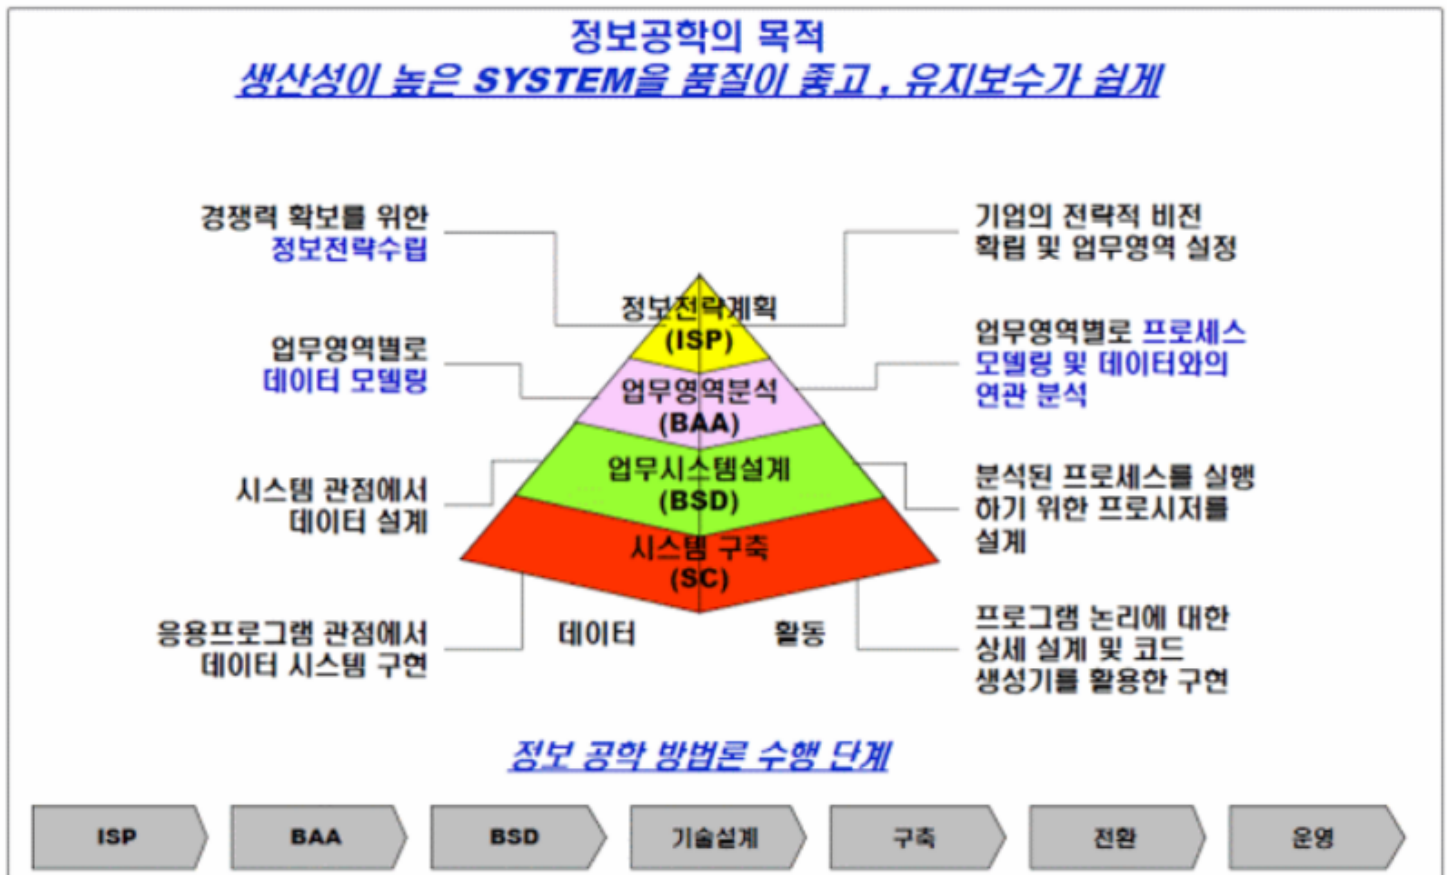 정보공학의 목적
생산성이 높은 SYSTEM을 품질이 좋고 , 유지보수가 쉽게
경쟁력 확보를 위한
정보전략수립
기업의 전략적 비전
확립 및 업무영역 설정
정보전략계획
(ISP)
업무영역별로
데이터 모델링
업무영역별로 프로세스
모델링 및 데이터와의
연관 분석
업무영역분석
(BAA)
시스템 관점에서
데이터 설계
업무시스템설계
(BSD)
분석된 프로세스를 실행
하기 위한 프로시저를
설계
시스템 구축
(SC)
응용프로그램 관점에서
데이터 시스템 구현
데이터
활동
프로그램 논리에 대한
상세 설계 및 코드
생성기를 활용한 구현
정보 공학 방법론 수행 단계
ISP
BAA
BSD
기술설계
구축
전환
운영